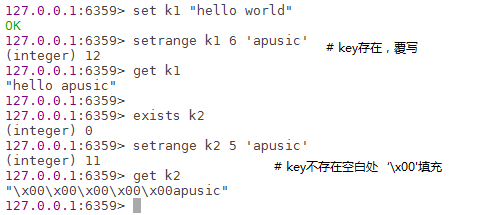 127.0.0.1:6359> set k1 "hello world"
OK
127.0.0.1:6359> setrange k1 6 'apusic'
# key存在，覆写
(integer) 12
127.0.0.1:6359> get k1
"hello apusic"
127.0.0.1:6359>
127.0.0.1:6359> exists k2
(integer) 0
127.0.0.1:6359> setrange k2 5 'apusic'
(integer) 11
# key不存在空白处‘\x00’填充
127.0.0.1:6359> get k2
"\x00\x00\x00\x00\x00apusic"
127.0.0.1:6359>